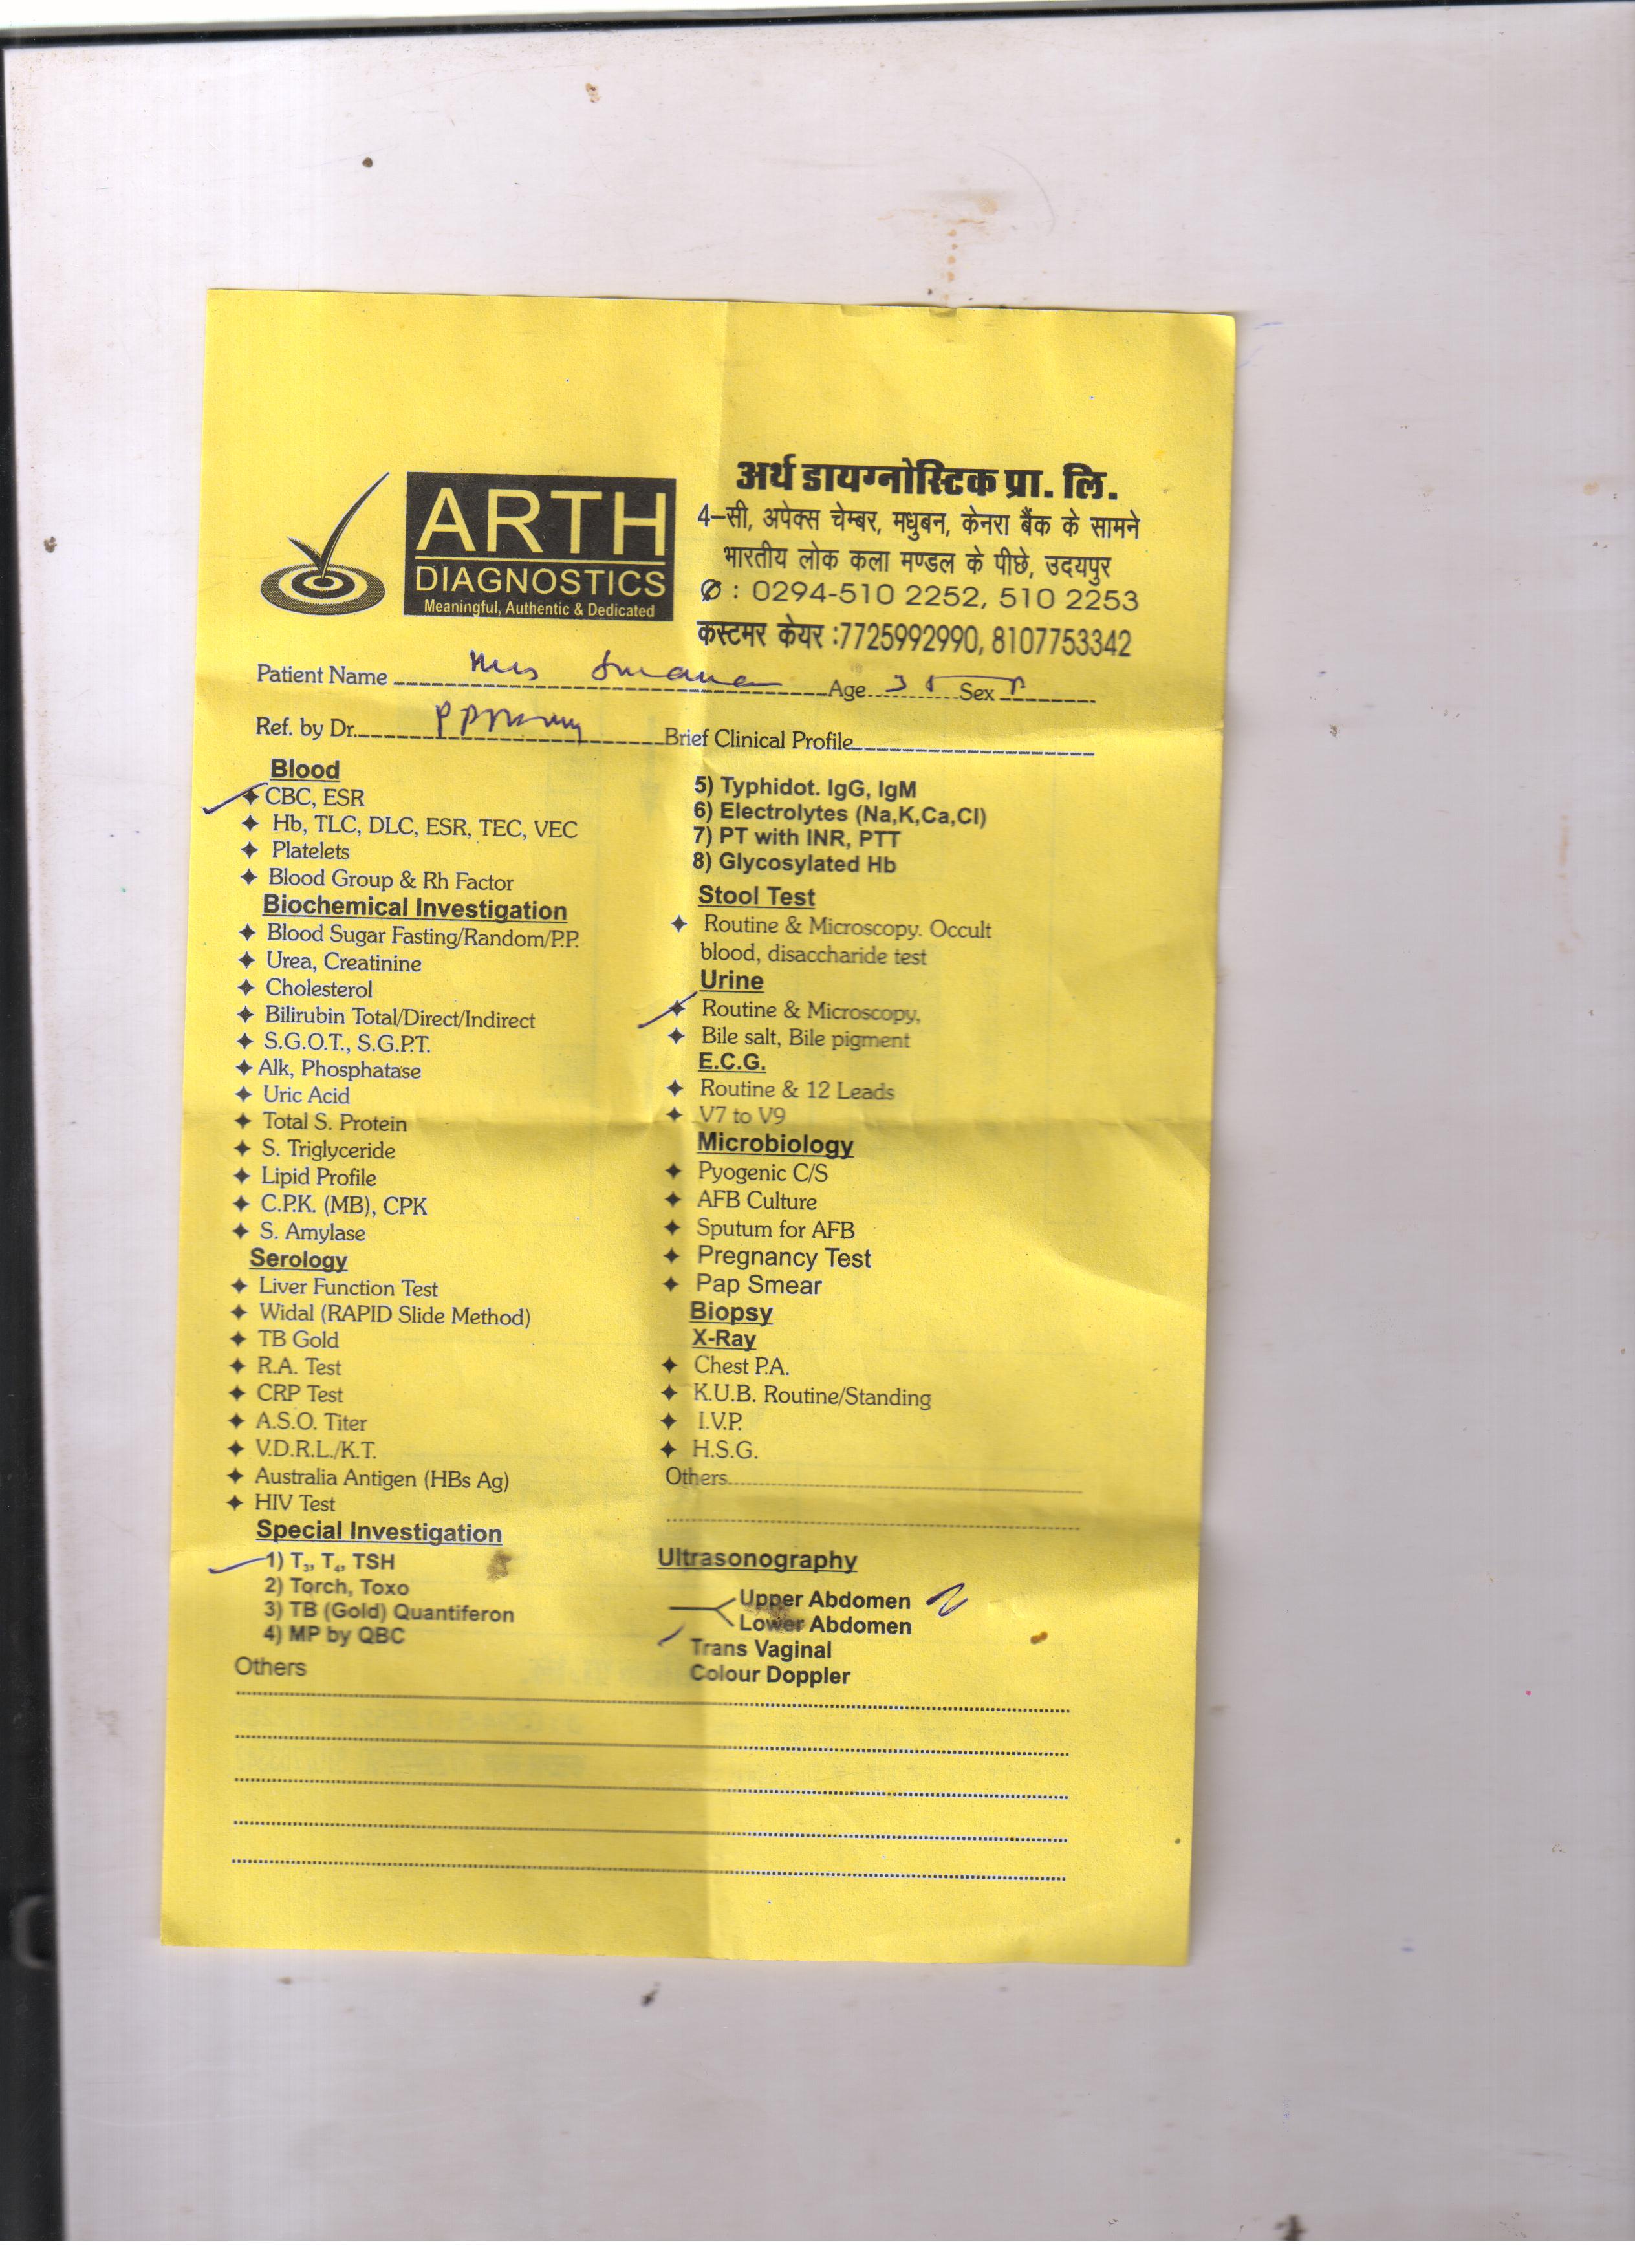 ARTH
DIAGNOSTICS
Meaningful, Authentic & Dedicated
अर्थ डायग्नोस्टिक प्रा. लि.
4-सी, अपेक्स चेम्बर, मधुबन, केनरा बैंक के सामने
भारतीय लोक कला मण्डल के पीछे, उदयपुर
: 0294-510 2252, 510 2253
कस्टमर केयर :7725992990, 8107753342
Patient Name Mrs Age Sex
Ref. by Dr. Brief Clinical Profile
Blood
CBC, ESR
Hb, TLC, DLC, ESR, TEC, VEC
Platelets
Blood Group & Rh Factor
Biochemical Investigation
Blood Sugar Fasting/Random/P.P.
Urea, Creatinine
Cholesterol
Bilirubin Total/Direct/Indirect
S.G.O.T., S.G.P.T.
Alk, Phosphatase
Uric Acid
Total S. Protein
S. Triglyceride
Lipid Profile
C.P.K. (MB), CPK
S. Amylase
Serology
Liver Function Test
Widal (RAPID Slide Method)
TB Gold
R.A. Test
CRP Test
A.S.O. Titer
V.D.R.L./K.T.
Australia Antigen (HBs Ag)
HIV Test
Special Investigation
1) T₃, T₄, TSH
2) Torch, Toxo
3) TB (Gold) Quantiferon
4) MP by QBC
Others
5) Typhidot. IgG, IgM
6) Electrolytes (Na,K,Ca,Cl)
7) PT with INR, PTT
8) Glycosylated Hb
Stool Test
Routine & Microscopy. Occult
blood, disaccharide test
Urine
Routine & Microscopy,
Bile salt, Bile pigment
E.C.G.
Routine & 12 Leads
V7 to V9
Microbiology
Pyogenic C/S
AFB Culture
Sputum for AFB
Pregnancy Test
Pap Smear
Biopsy
X-Ray
Chest P.A.
K.U.B. Routine/Standing
I.V.P.
H.S.G.
Others
Ultrasonography
Upper Abdomen
Lower Abdomen
Trans Vaginal
Colour Doppler